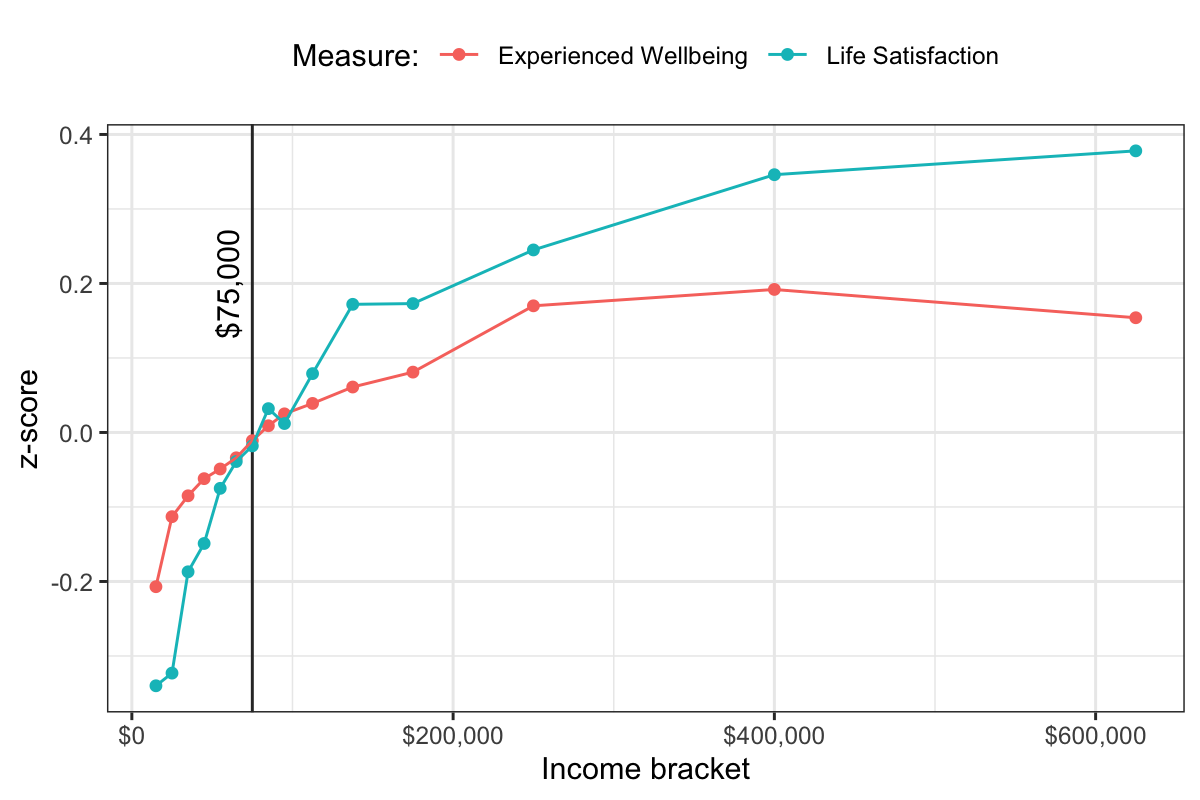 Measure: Experienced Wellbeing Life Satisfaction
0.4
0.2
0.0
-0.2
z-score
$75,000
$0 $200,000 $400,000 $600,000
Income bracket